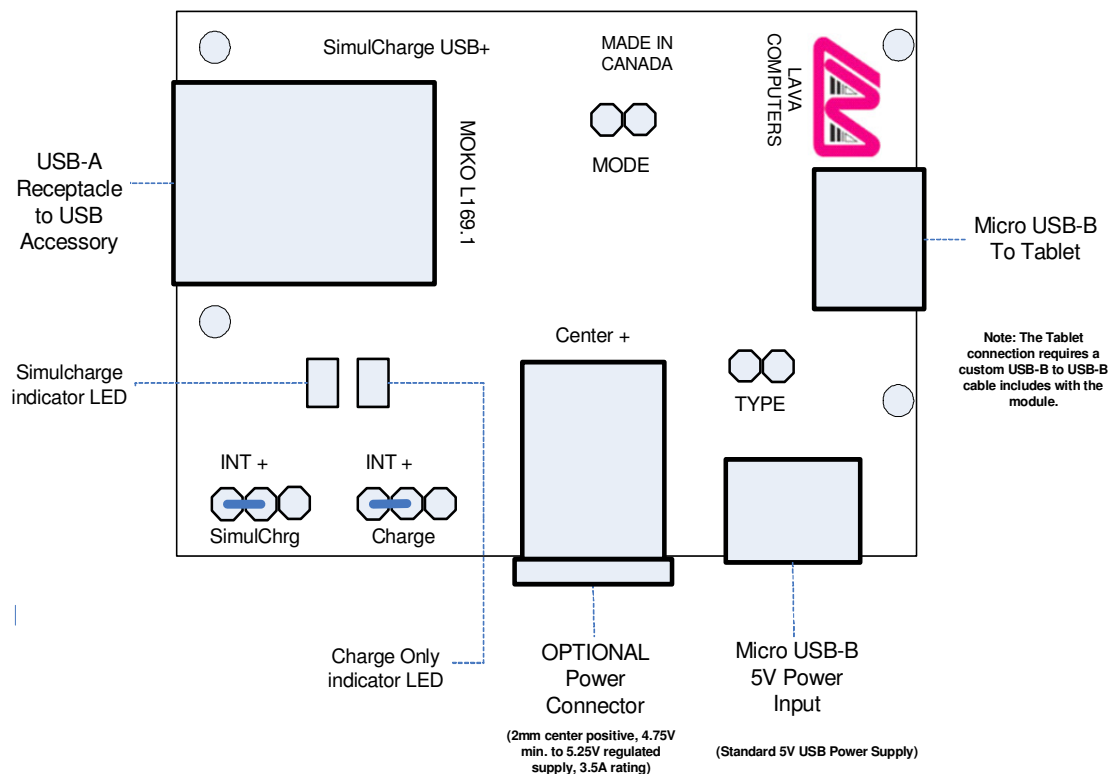 SimulCharge USB+
MADE IN
CANADA
LAVA
COMPUTERS
MODE
MOKO L169.1
USB-A
Receptacle
to USB
Accessory
Micro USB-B
To Tablet
Note: The Tablet
connection requires a
custom USB-B to USB-B
cable includes with the
module.
Center +
TYPE
Simulcharge
indicator LED
INT +
SimulChrg
INT +
Charge
Charge Only
indicator LED
OPTIONAL
Power
Connector
(2mm center positive, 4.75V
min. to 5.25V regulated
supply, 3.5A rating)
Micro USB-B
5V Power
Input
(Standard 5V USB Power Supply)